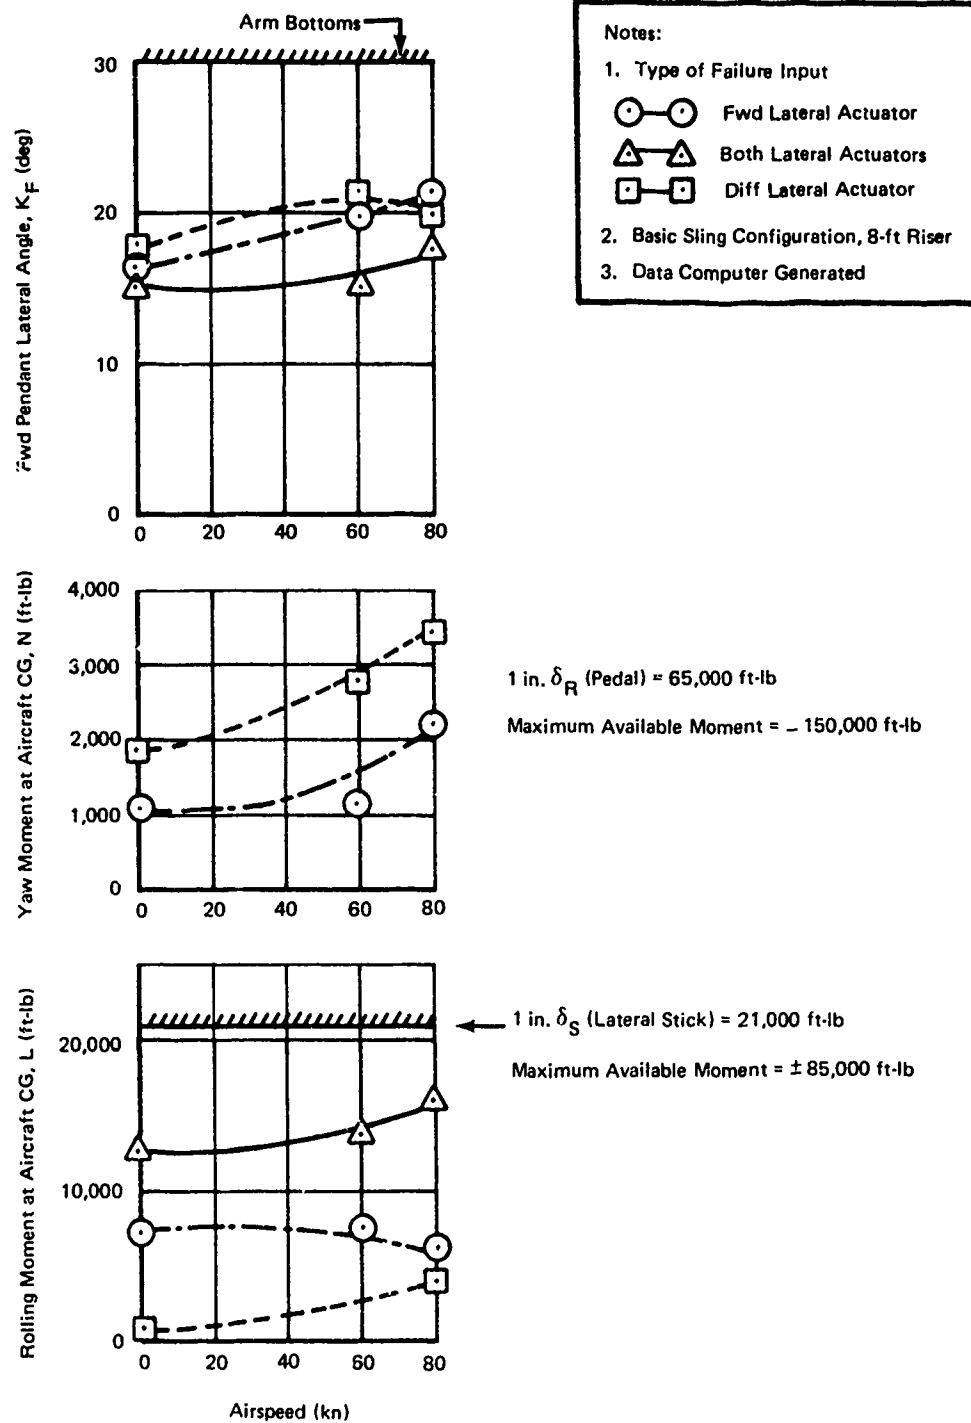 Arm Bottoms
30
20
10
0
0 20 40 60 80
Fwd Pendant Lateral Angle, KF (deg)
Notes:
1. Type of Failure Input
Fwd Lateral Actuator
Both Lateral Actuators
Diff Lateral Actuator
2. Basic Sling Configuration, 8-ft Riser
3. Data Computer Generated
4,000
3,000
2,000
1,000
0
0 20 40 60 80
Yaw Moment at Aircraft CG, N (ft-lb)
1 in. δR (Pedal) = 65,000 ft-lb
Maximum Available Moment = – 150,000 ft-lb
20,000
10,000
0
0 20 40 60 80
Rolling Moment at Aircraft CG, L (ft-lb)
1 in. δS (Lateral Stick) = 21,000 ft-lb
Maximum Available Moment = ± 85,000 ft-lb
Airspeed (kn)